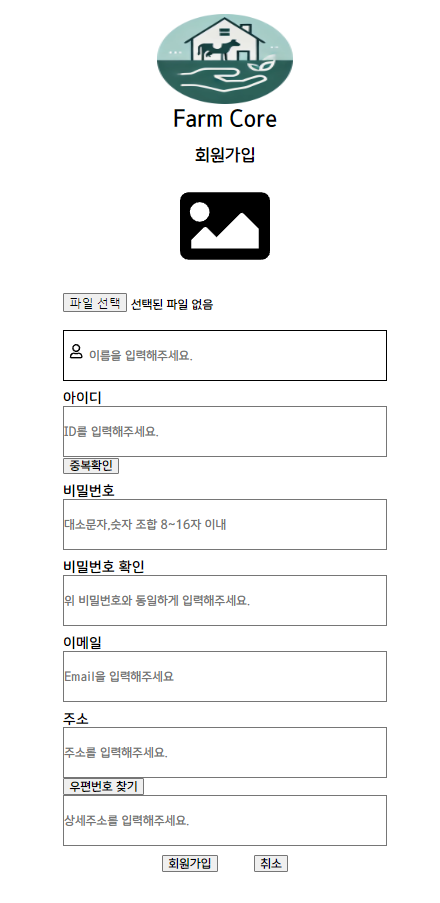 Farm Core
회원가입
파일 선택 선택된 파일 없음
이름을 입력해주세요.
아이디
ID를 입력해주세요.
중복확인
비밀번호
대소문자,숫자 조합 8~16자 이내
비밀번호 확인
위 비밀번호와 동일하게 입력해주세요.
이메일
Email을 입력해주세요
주소
주소를 입력해주세요.
우편번호 찾기
상세주소를 입력해주세요.
회원가입 취소